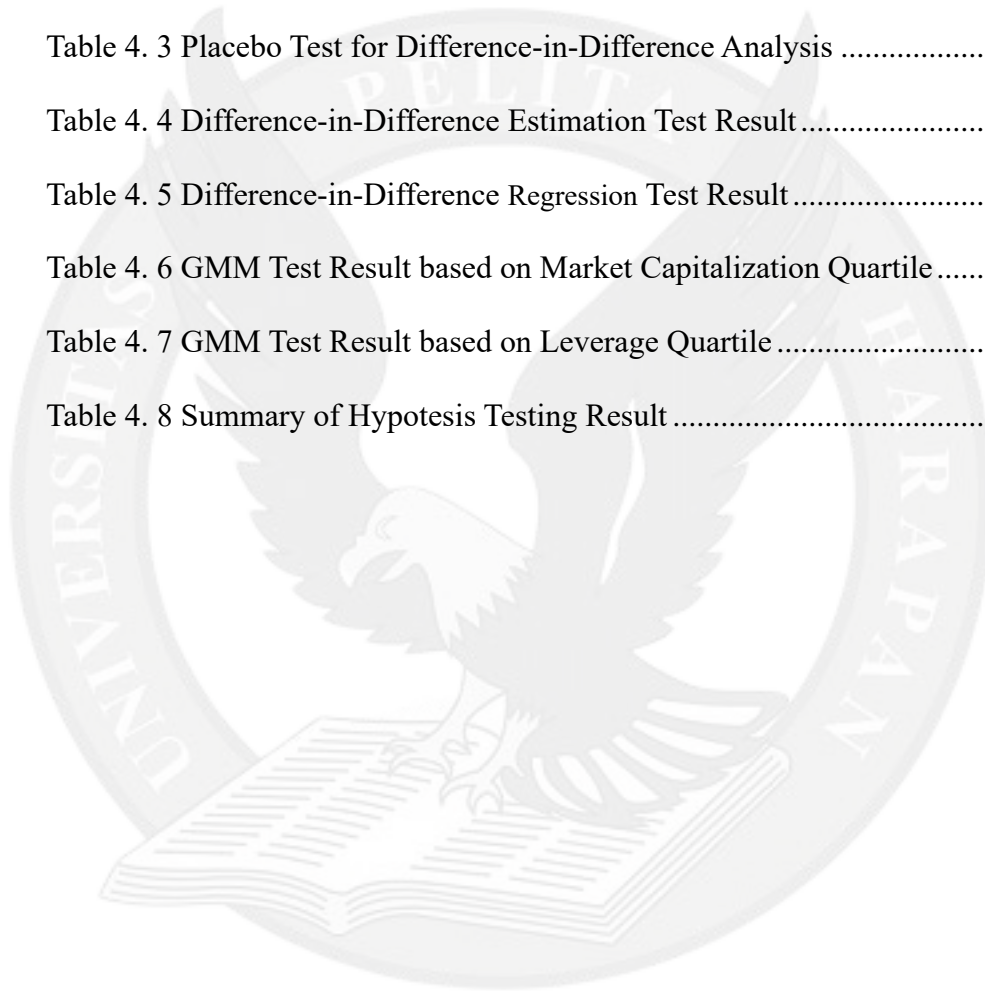 Table 4. 3 Placebo Test for Difference-in-Difference Analysis ..................
Table 4. 4 Difference-in-Difference Estimation Test Result.......................
Table 4. 5 Difference-in-Difference Regression Test Result.......................
Table 4. 6 GMM Test Result based on Market Capitalization Quartile......
Table 4. 7 GMM Test Result based on Leverage Quartile.........................
Table 4. 8 Summary of Hypotesis Testing Result ....................................
UNIVERSITAS PELITA HARAPAN